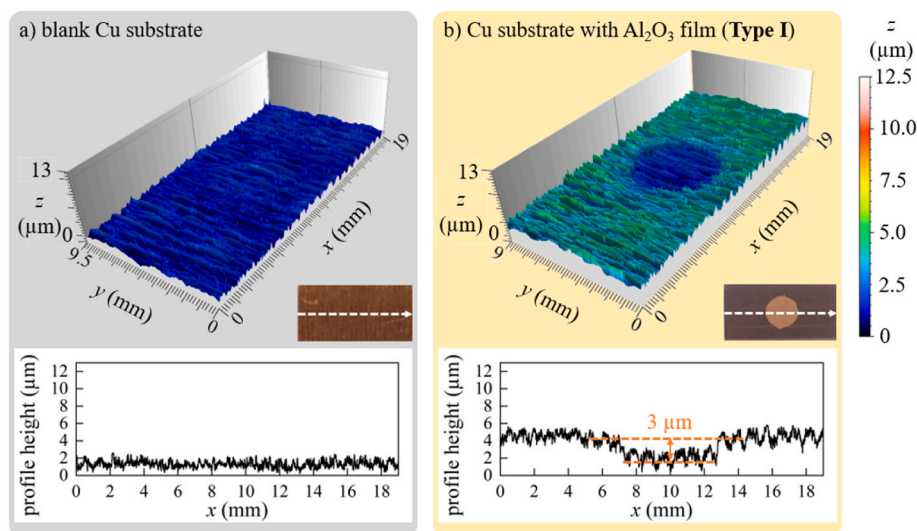 a) blank Cu substrate
13
z
(µm)
0
9.5
y (mm)
0
0
x (mm)
19
profile height (µm)
12
10
8
6
4
2
0
0 2 4 6 8 10 12 14 16 18
x (mm)
b) Cu substrate with Al₂O₃ film (Type I)
13
z
(µm)
0
9
y (mm)
0
0
x (mm)
19
profile height (µm)
12
10
8
6
4
2
0
3 µm
0 2 4 6 8 10 12 14 16 18
x (mm)
z
(µm)
12.5
10.0
7.5
5.0
2.5
0